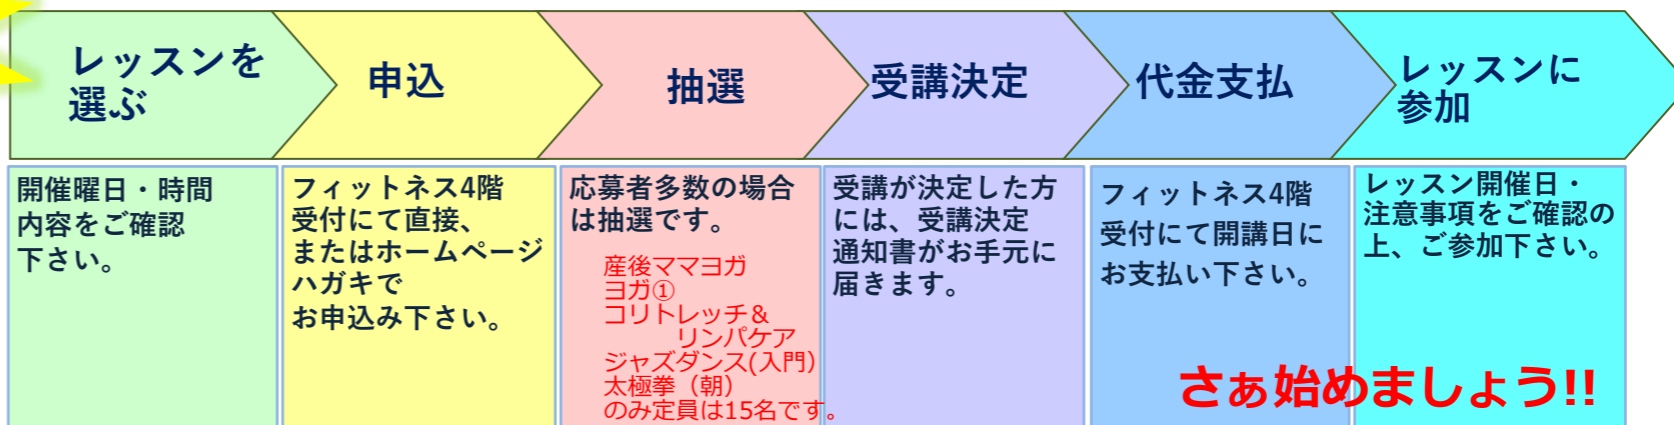 レッスンを
選ぶ
申込
抽選
受講決定
代金支払
レッスンに
参加
開催曜日・時間
内容をご確認
下さい。
フィットネス4階
受付にて直接、
またはホームページ
ハガキで
お申込み下さい。
応募者多数の場合
は抽選です。
産後ママヨガ
ヨガ①
コリトレッチ＆
リンパケア
ジャズダンス(入門)
太極拳（朝）
のみ定員は15名です。
受講が決定した方
には、受講決定
通知書がお手元に
届きます。
フィットネス4階
受付にて開講日に
お支払い下さい。
レッスン開催日・
注意事項をご確認の
上、ご参加下さい。
さぁ始めましょう!!